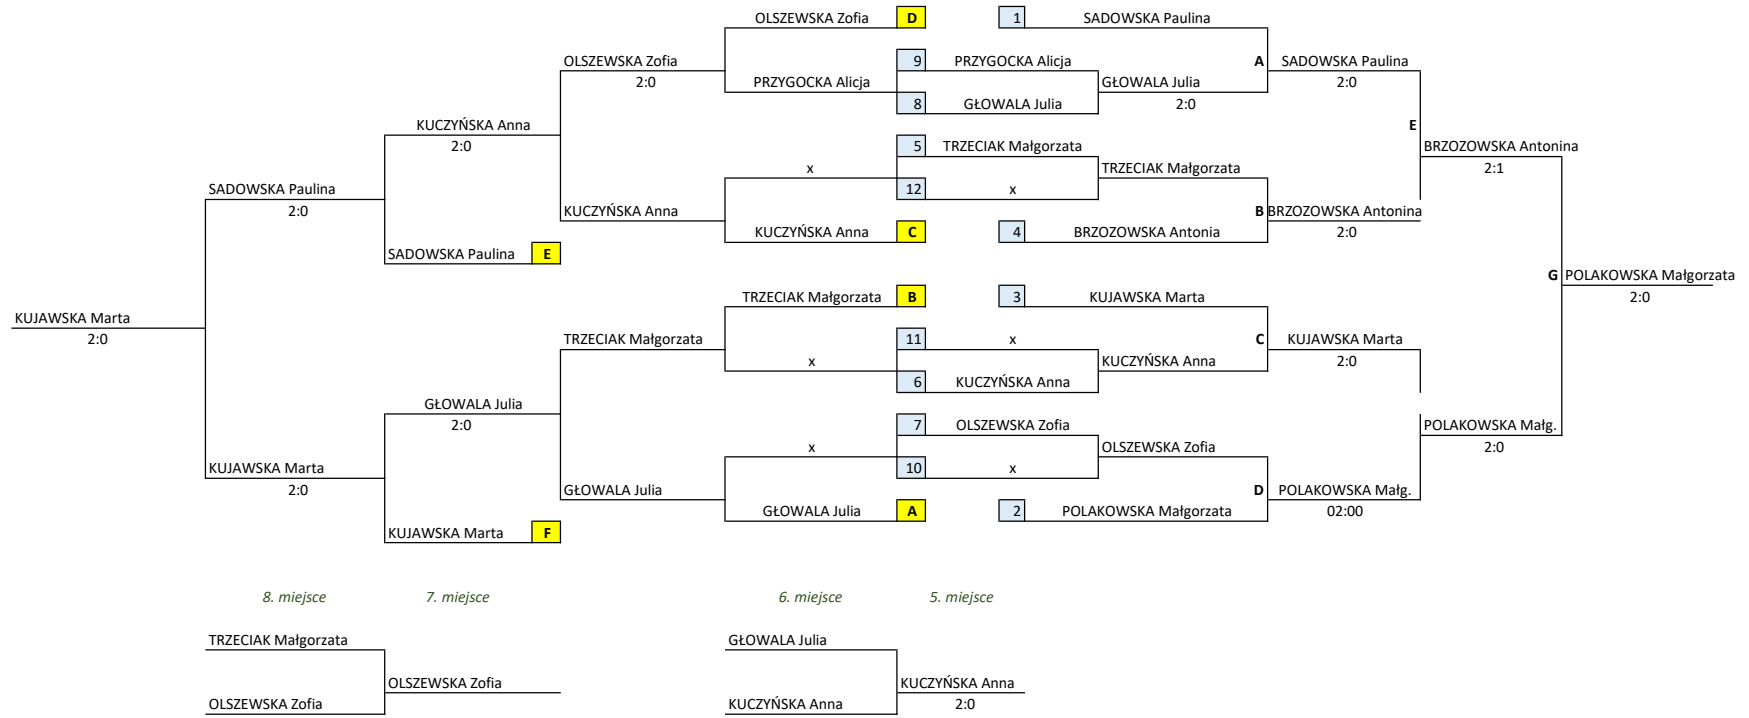 OLSZEWSKA Zofia D 1 SADOWSKA Paulina
OLSZEWSKA Zofia 9 PRZYGOCKA Alicja A SADOWSKA Paulina
2:0 PRZYGOCKA Alicja GŁOWALA Julia 2:0
8 GŁOWALA Julia 2:0
KUCZYŃSKA Anna E
2:0 5 TRZECIAK Małgorzata BRZOZOWSKA Antonina
x TRZECIAK Małgorzata 2:1
SADOWSKA Paulina 12 x
2:0 KUCZYŃSKA Anna B BRZOZOWSKA Antonina
KUCZYŃSKA Anna C 4 BRZOZOWSKA Antonia 2:0
SADOWSKA Paulina E
G POLAKOWSKA Małgorzata
TRZECIAK Małgorzata B 3 KUJAWSKA Marta 2:0
KUJAWSKA Marta
2:0 TRZECIAK Małgorzata 11 x C KUJAWSKA Marta
x KUCZYŃSKA Anna 2:0
6 KUCZYŃSKA Anna
GŁOWALA Julia
2:0 7 OLSZEWSKA Zofia POLAKOWSKA Małg.
x OLSZEWSKA Zofia 2:0
KUJAWSKA Marta 10 x
2:0 GŁOWALA Julia D POLAKOWSKA Małg.
GŁOWALA Julia A 2 POLAKOWSKA Małgorzata 02:00
KUJAWSKA Marta F
8. miejsce 7. miejsce 6. miejsce 5. miejsce
TRZECIAK Małgorzata GŁOWALA Julia
OLSZEWSKA Zofia KUCZYŃSKA Anna
OLSZEWSKA Zofia KUCZYŃSKA Anna 2:0